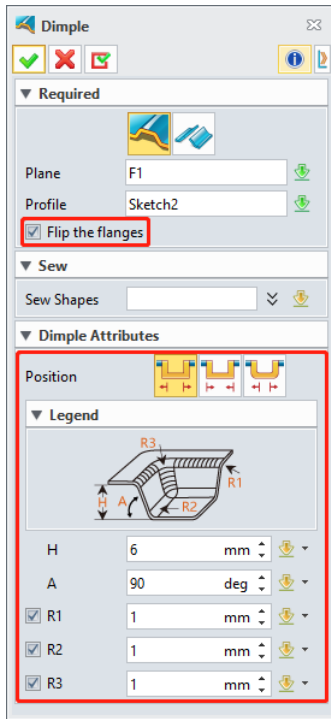 Dimple
Required
Plane F1
Profile Sketch2
Flip the flanges
Sew
Sew Shapes
Dimple Attributes
Position
Legend
R3
R1
H A R2
H 6 mm
A 90 deg
R1 1 mm
R2 1 mm
R3 1 mm